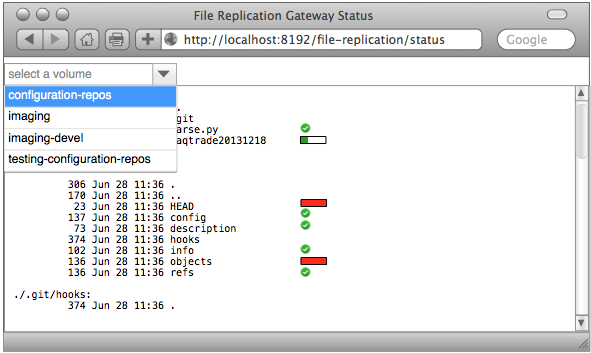 File Replication Gateway Status
http://localhost:8192/file-replication/status
Google
select a volume
configuration-repos
imaging
imaging-devel
testing-configuration-repos
.
git
arse.py
aqtrade20131218
306 Jun 28 11:36 .
170 Jun 28 11:36 ..
23 Jun 28 11:36 HEAD
137 Jun 28 11:36 config
73 Jun 28 11:36 description
374 Jun 28 11:36 hooks
102 Jun 28 11:36 info
136 Jun 28 11:36 objects
136 Jun 28 11:36 refs
./.git/hooks:
374 Jun 28 11:36 .